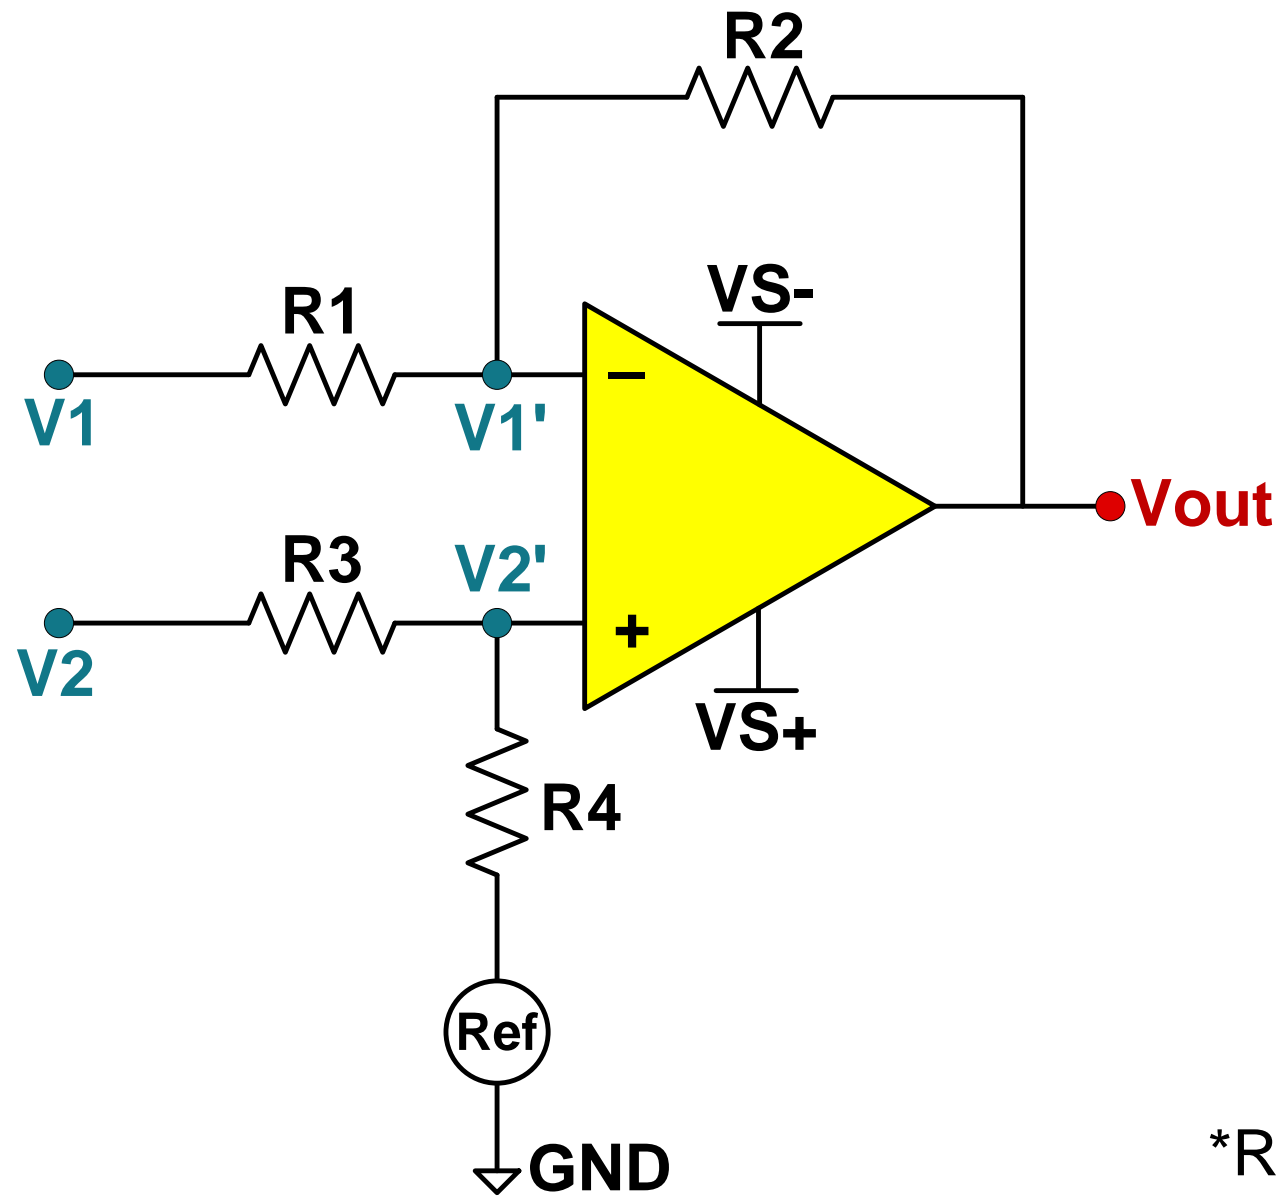 R2
VS-
R1
−
V1
V1'
Vout
R3
V2'
+
V2
VS+
R4
Ref
GND
*R